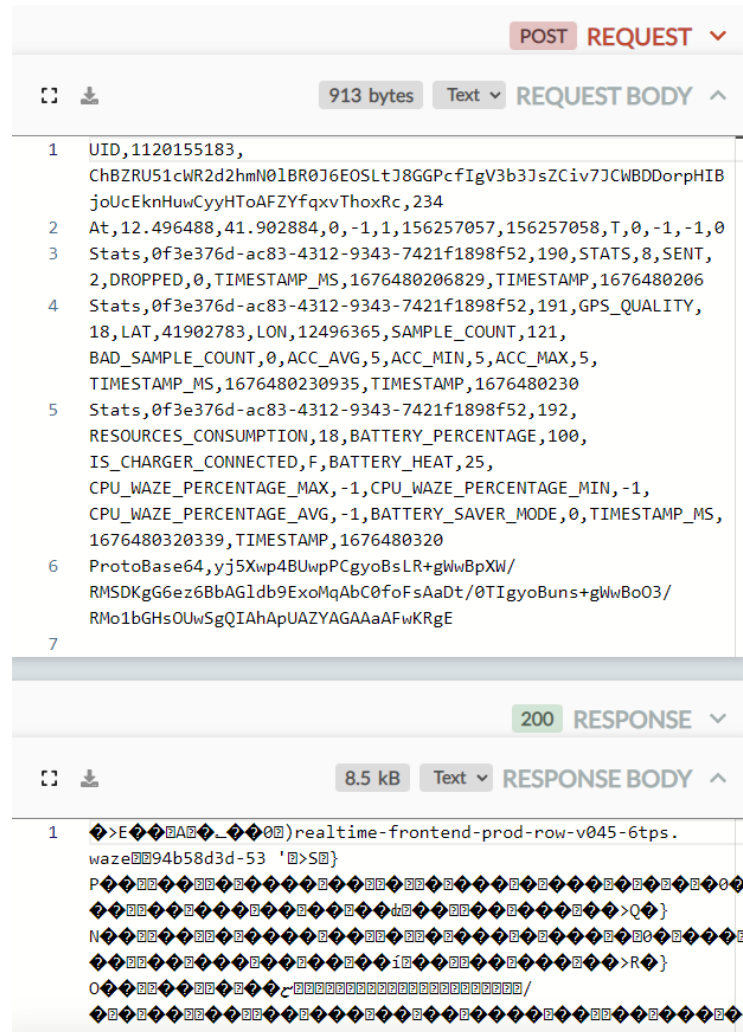 POST REQUEST
913 bytes Text REQUEST BODY
1 UID,1120155183,
ChBZRU51cWR2d2hmN0lBR0J6EOSLtJ8GGPcfIgV3b3JsZCiv7JCWBDDorpHIB
joUcEknHuwCyyHToAFZYfqxvThoxRc,234
2 At,12.496488,41.902884,0,-1,1,156257057,156257058,T,0,-1,-1,0
3 Stats,0f3e376d-ac83-4312-9343-7421f1898f52,190,STATS,8,SENT,
2,DROPPED,0,TIMESTAMP_MS,1676480206829,TIMESTAMP,1676480206
4 Stats,0f3e376d-ac83-4312-9343-7421f1898f52,191,GPS_QUALITY,
18,LAT,41902783,LON,12496365,SAMPLE_COUNT,121,
BAD_SAMPLE_COUNT,0,ACC_AVG,5,ACC_MIN,5,ACC_MAX,5,
TIMESTAMP_MS,1676480230935,TIMESTAMP,1676480230
5 Stats,0f3e376d-ac83-4312-9343-7421f1898f52,192,
RESOURCES_CONSUMPTION,18,BATTERY_PERCENTAGE,100,
IS_CHARGER_CONNECTED,F,BATTERY_HEAT,25,
CPU_WAZE_PERCENTAGE_MAX,-1,CPU_WAZE_PERCENTAGE_MIN,-1,
CPU_WAZE_PERCENTAGE_AVG,-1,BATTERY_SAVER_MODE,0,TIMESTAMP_MS,
1676480320339,TIMESTAMP,1676480320
6 ProtoBase64,yj5Xwp4BUwpPCgyoBsLR+gWwBpXW/
RMSDKgG6ez6BbAGldb9ExoMqAbC0foFsAaDt/0TIgyoBuns+gWwBoO3/
RMo1bGHsOUwSgQIAhApUAZYAGAAaAFwKRgE
7
200 RESPONSE
8.5 kB Text RESPONSE BODY
1 )realtime-frontend-prod-row-v045-6tps.
waze 94b58d3d-53